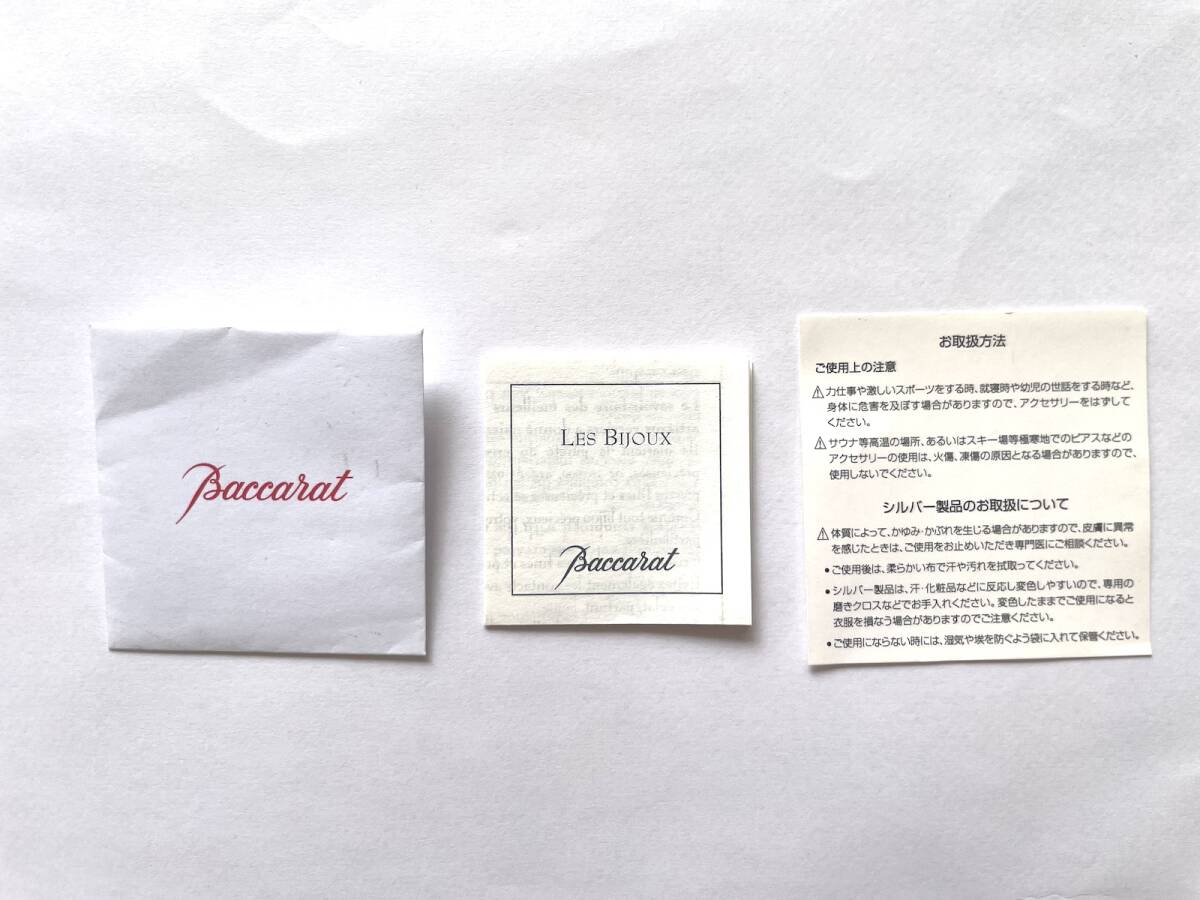 Baccarat
LES BIJOUX
Baccarat
お取扱方法
ご使用上の注意
⚠力仕事や激しいスポーツをする時、就寝時や幼児の世話をする時など、
身体に危害を及ぼす場合がありますので、アクセサリーをはずして
ください。
⚠サウナ等高温の場所、あるいはスキー場等極寒地でのピアスなどの
アクセサリーの使用は、火傷、凍傷の原因となる場合がありますので、
使用しないでください。
シルバー製品のお取扱について
⚠体質によって、かゆみ・かぶれを生じる場合がありますので、皮膚に異常
を感じたときは、ご使用をお止めいただき専門医にご相談ください。
•ご使用後は、柔らかい布で汗や汚れを拭取ってください。
•シルバー製品は、汗・化粧品などに反応し変色しやすいので、専用の
磨きクロスなどでお手入れください。変色したままでご使用になると
衣服を損なう場合がありますのでご注意ください。
•ご使用にならない時には、湿気や埃を防ぐよう袋に入れて保管ください。